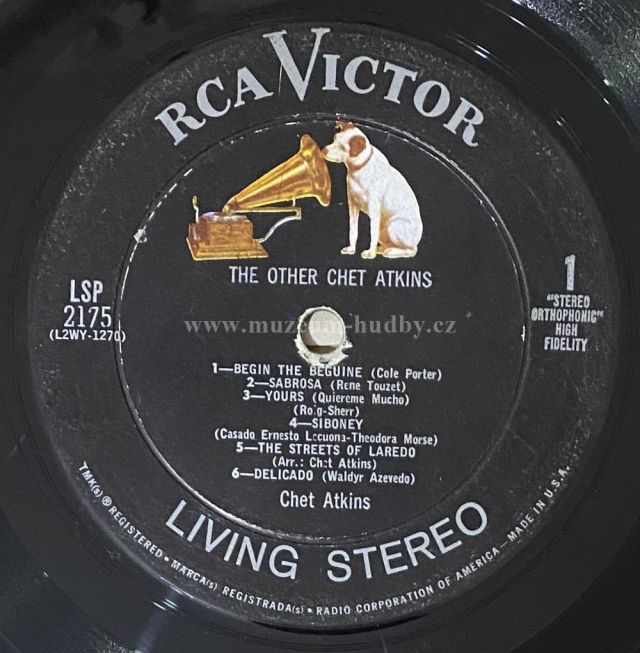 RCA VICTOR
THE OTHER CHET ATKINS
LSP
2175
(L2WY-1270)
1
"STEREO
ORTHOPHONIC"
HIGH
FIDELITY
www.muzeum-hudby.cz
1—BEGIN THE BEGUINE (Cole Porter)
2—SABROSA (Rene Touzet)
3—YOURS (Quiereme Mucho)
(Roig-Sherr)
4—SIBONEY
(Casado Ernesto Lecuona-Theodora Morse)
5—THE STREETS OF LAREDO
(Arr.: Chet Atkins)
6—DELICADO (Waldyr Azevedo)
Chet Atkins
LIVING STEREO
TMK(s) ® REGISTERED • MARCA(s) REGISTRADA(s) • RADIO CORPORATION OF AMERICA—MADE IN U.S.A.